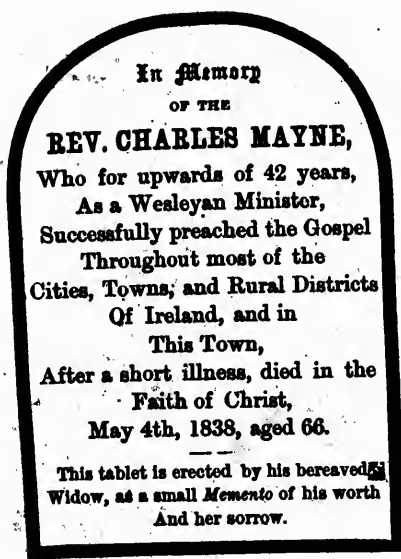 In Memory
OF THE
REV. CHARLES MAYNE,
Who for upwards of 42 years,
As a Wesleyan Minister,
Successfully preached the Gospel
Throughout most of the
Cities, Towns, and Rural Districts
Of Ireland, and in
This Town,
After a short illness, died in the
Faith of Christ,
May 4th, 1838, aged 66.
This tablet is erected by his bereaved
Widow, as a small Memento of his worth
And her sorrow.